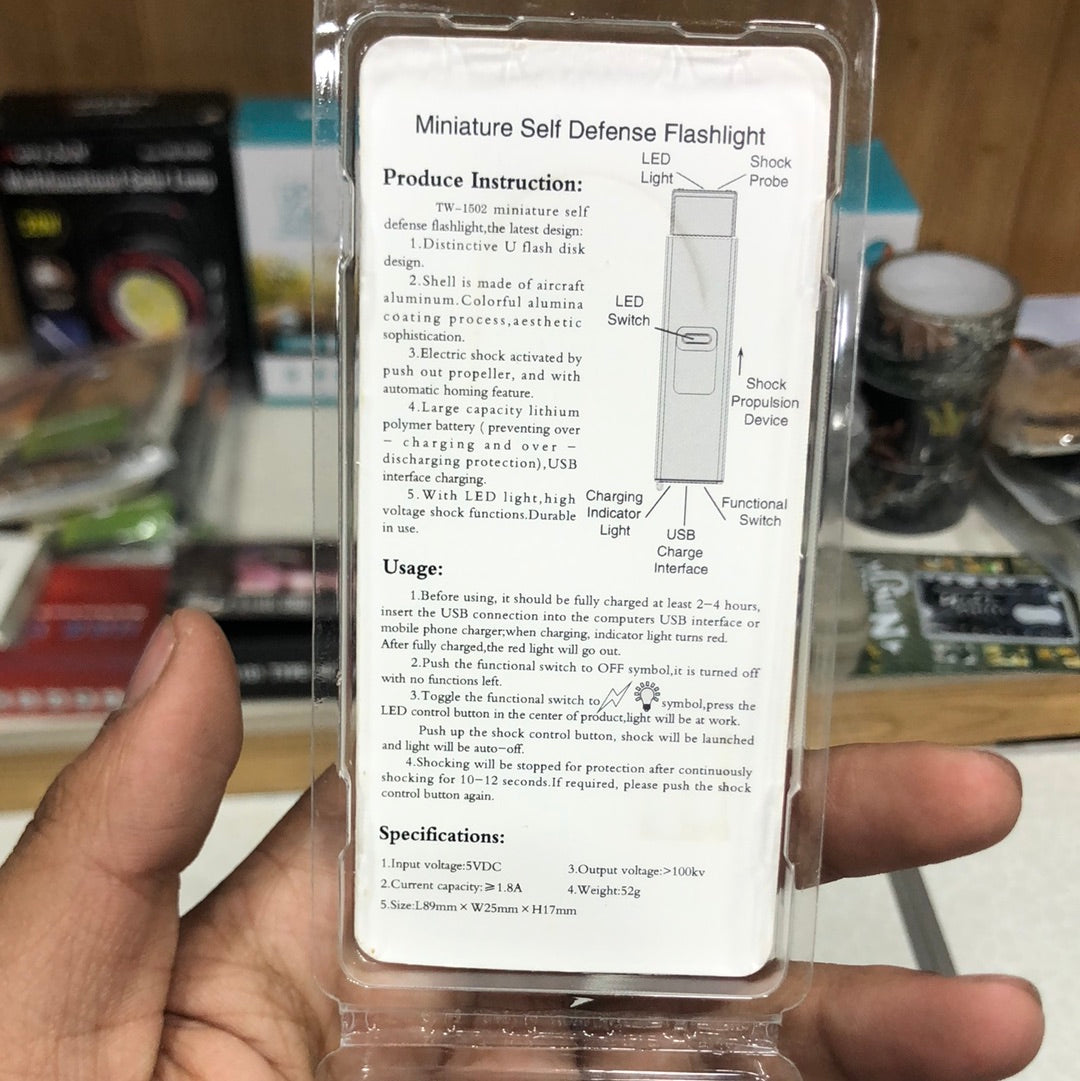 Miniature Self Defense Flashlight
Produce Instruction:
TW-1502 miniature self
defense flashlight,the latest design:
1.Distinctive U flash disk
design.
2.Shell is made of aircraft
aluminum.Colorful alumina
coating process,aesthetic
sophistication.
3.Electric shock activated by
push out propeller, and with
automatic homing feature.
4.Large capacity lithium
polymer battery ( preventing over
- charging and over -
discharging protection),USB
interface charging.
5.With LED light,high
voltage shock functions.Durable
in use.
LED
Light
Shock
Probe
LED
Switch
Shock
Propulsion
Device
Charging
Indicator
Light
USB
Charge
Interface
Functional
Switch
Usage:
1.Before using, it should be fully charged at least 2-4 hours,
insert the USB connection into the computers USB interface or
mobile phone charger;when charging, indicator light turns red.
After fully charged,the red light will go out.
2.Push the functional switch to OFF symbol,it is turned off
with no functions left.
3.Toggle the functional switch to symbol,press the
LED control button in the center of product,light will be at work.
Push up the shock control button, shock will be launched
and light will be auto-off.
4.Shocking will be stopped for protection after continuously
shocking for 10-12 seconds.If required, please push the shock
control button again.
Specifications:
1.Input voltage:5VDC
2.Current capacity:≥1.8A
3.Output voltage:>100kv
4.Weight:52g
5.Size:L89mm×W25mm×H17mm